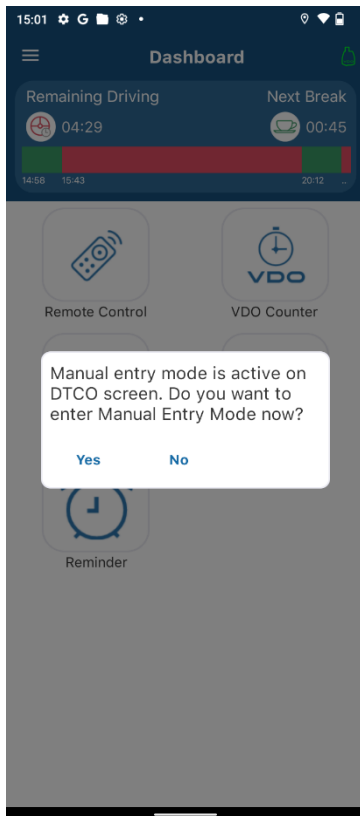 15:01 G
Dashboard
Remaining Driving Next Break
04:29 00:45
14:58 15:43 20:12 ...
VDO
Remote Control VDO Counter
Manual entry mode is active on
DTCO screen. Do you want to
enter Manual Entry Mode now?
Yes No
Reminder